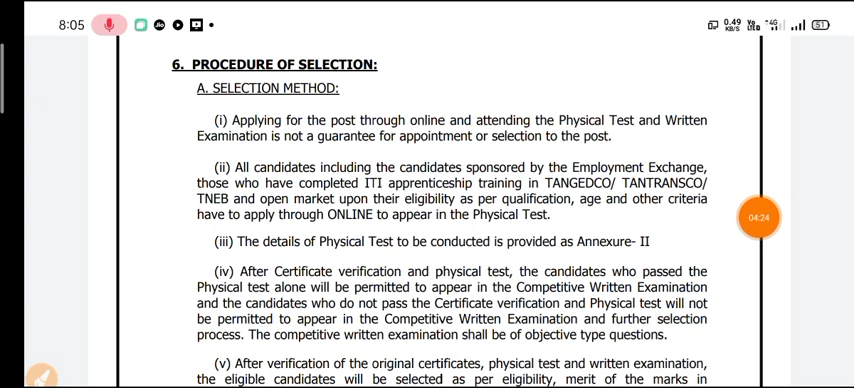 8:05
Jio
0.49
KB/S
Vo
LTED
4G
51
6. PROCEDURE OF SELECTION:
A. SELECTION METHOD:
(i) Applying for the post through online and attending the Physical Test and Written
Examination is not a guarantee for appointment or selection to the post.
(ii) All candidates including the candidates sponsored by the Employment Exchange,
those who have completed ITI apprenticeship training in TANGEDCO/ TANTRANSCO/
TNEB and open market upon their eligibility as per qualification, age and other criteria
have to apply through ONLINE to appear in the Physical Test.
04:24
(iii) The details of Physical Test to be conducted is provided as Annexure- II
(iv) After Certificate verification and physical test, the candidates who passed the
Physical test alone will be permitted to appear in the Competitive Written Examination
and the candidates who do not pass the Certificate verification and Physical test will not
be permitted to appear in the Competitive Written Examination and further selection
process. The competitive written examination shall be of objective type questions.
(v) After verification of the original certificates, physical test and written examination,
the eligible candidates will be selected as per eligibility, merit of the marks in